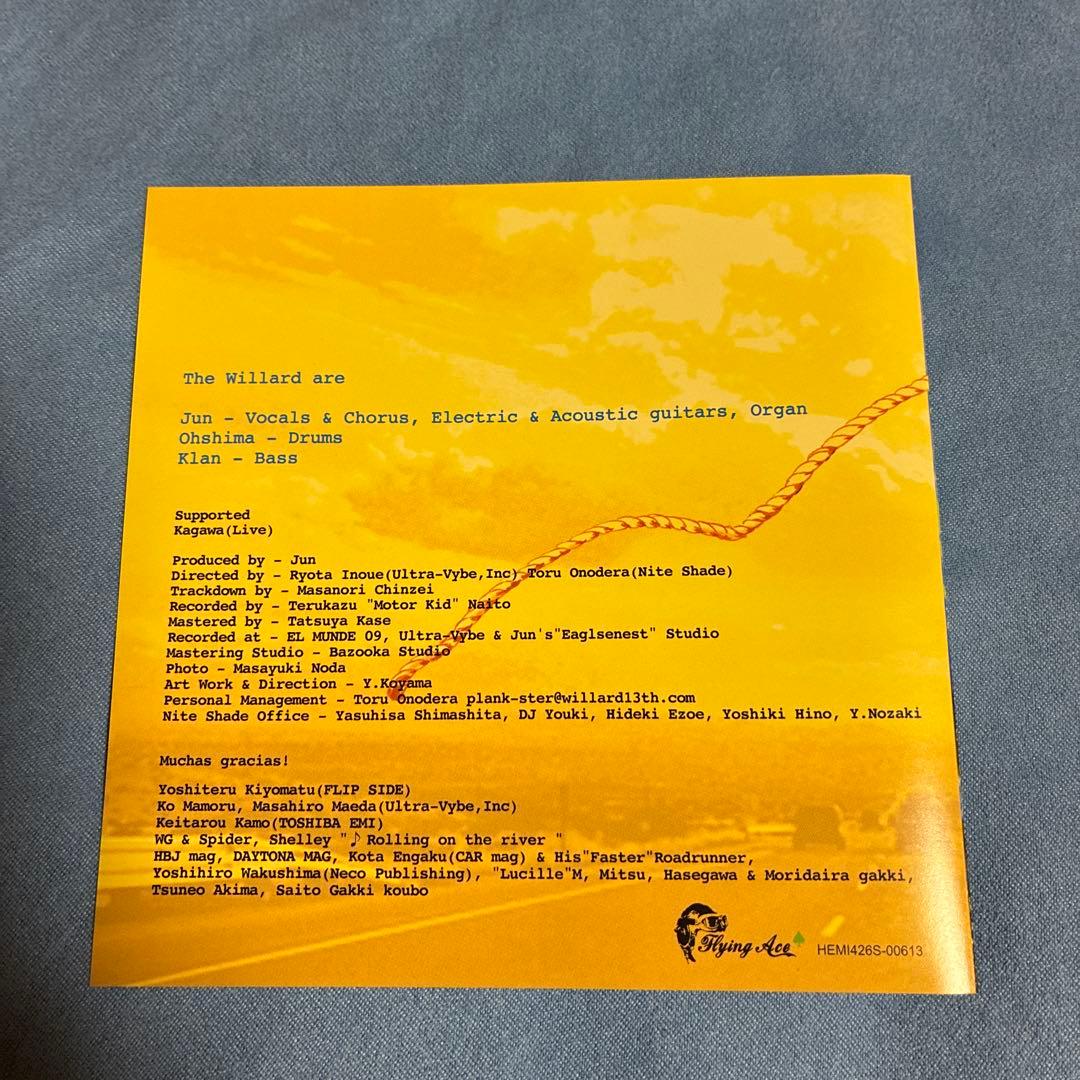 The Willard are
Jun - Vocals & Chorus, Electric & Acoustic guitars, Organ
Ohshima - Drums
Klan - Bass
Supported
Kagawa(Live)
Produced by - Jun
Directed by - Ryota Inoue(Ultra-Vybe,Inc) Toru Onodera(Nite Shade)
Trackdown by - Masanori Chinzei
Recorded by - Terukazu "Motor Kid" Naito
Mastered by - Tatsuya Kase
Recorded at - EL MUNDE 09, Ultra-Vybe & Jun's"Eaglsenest" Studio
Mastering Studio - Bazooka Studio
Photo - Masayuki Noda
Art Work & Direction - Y.Koyama
Personal Management - Toru Onodera plank-ster@willard13th.com
Nite Shade Office - Yasuhisa Shimashita, DJ Youki, Hideki Ezoe, Yoshiki Hino, Y.Nozaki
Muchas gracias!
Yoshiteru Kiyomatu(FLIP SIDE)
Ko Mamoru, Masahiro Maeda(Ultra-Vybe,Inc)
Keitarou Kamo(TOSHIBA EMI)
WG & Spider, Shelley "♪Rolling on the river "
HBJ mag, DAYTONA MAG, Kota Engaku(CAR mag) & His"Faster"Roadrunner,
Yoshihiro Wakushima(Neco Publishing), "Lucille"M, Mitsu, Hasegawa & Moridaira gakki,
Tsuneo Akima, Saito Gakki koubo
Flying Ace
HEMI426S-00613